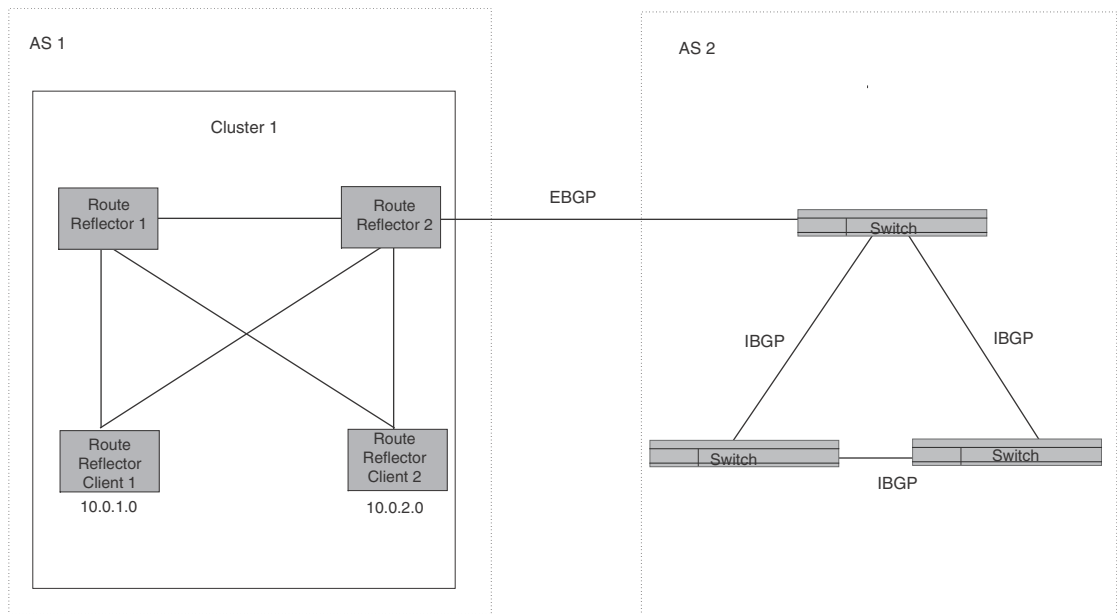 AS 1
AS 2
Cluster 1
Route
Reflector 1
Route
Reflector 2
EBGP
Switch
IBGP
IBGP
Route
Reflector
Client 1
10.0.1.0
Route
Reflector
Client 2
10.0.2.0
Switch
Switch
IBGP